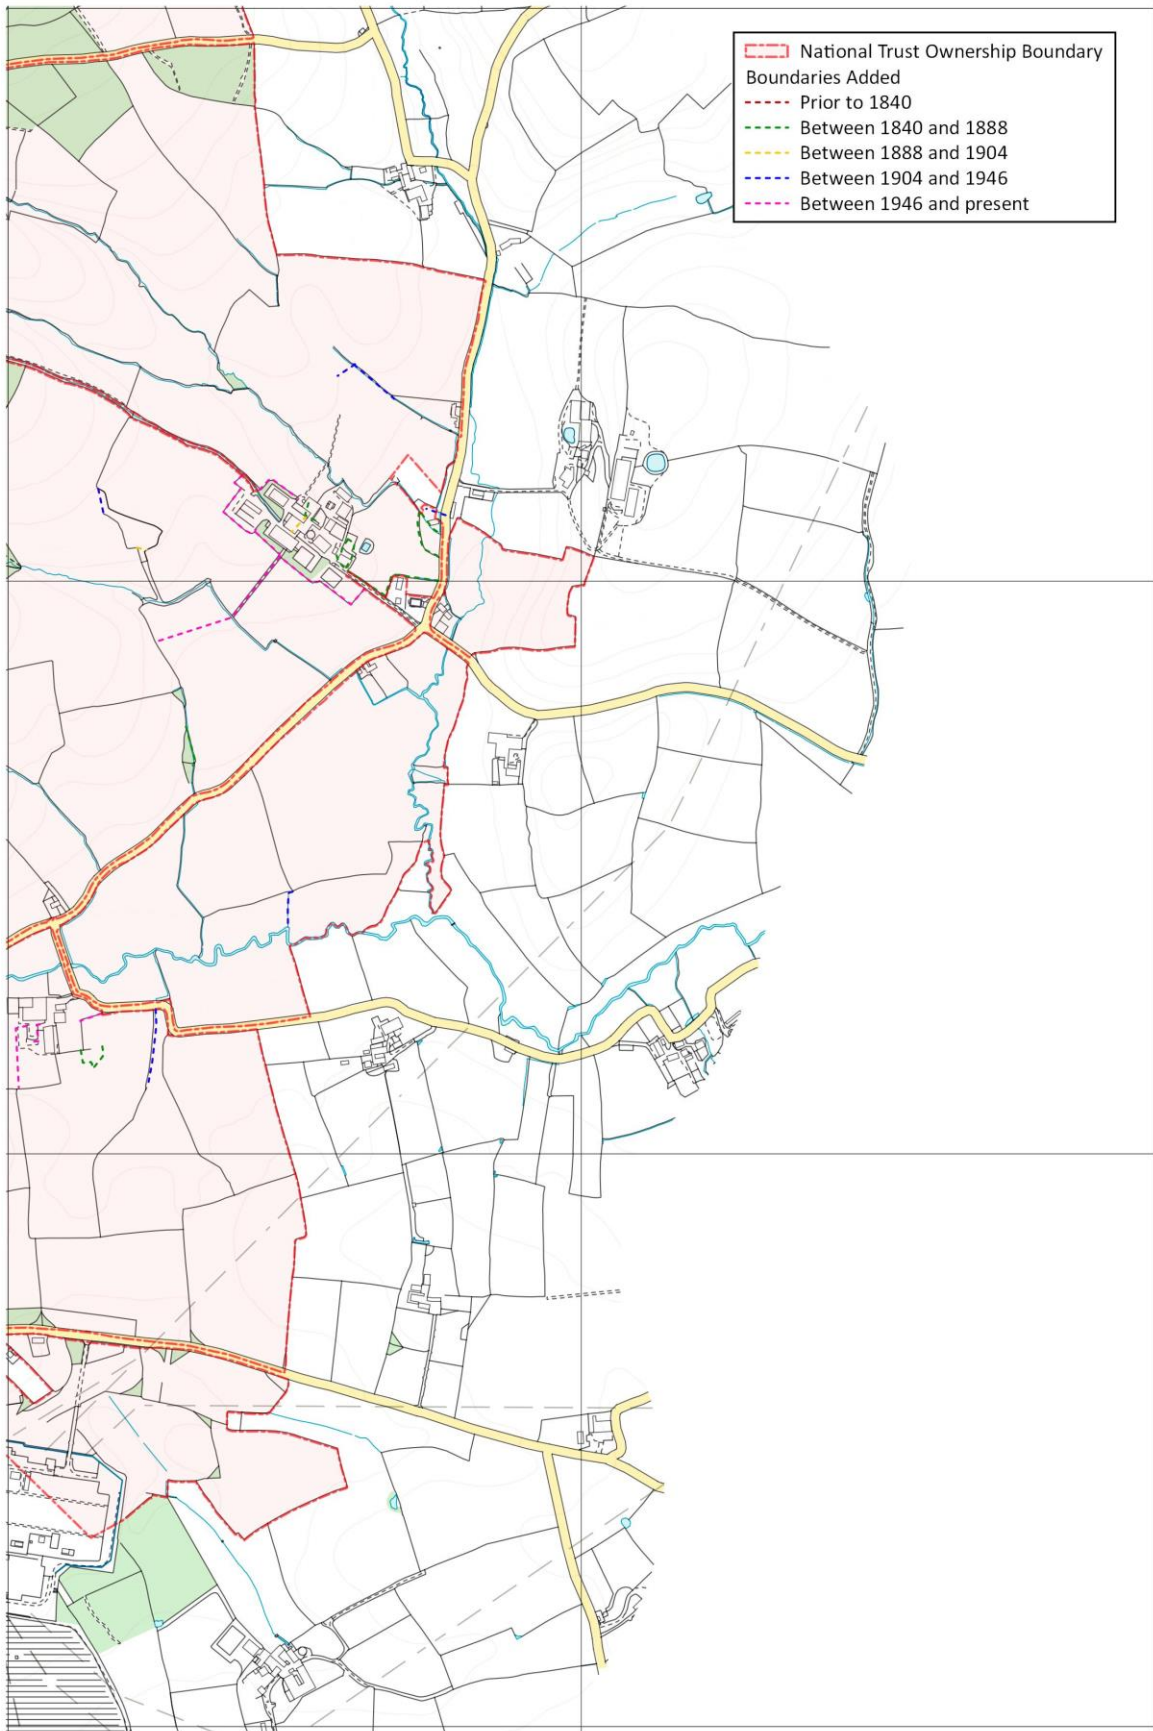 National Trust Ownership Boundary
Boundaries Added
Prior to 1840
Between 1840 and 1888
Between 1888 and 1904
Between 1904 and 1946
Between 1946 and present